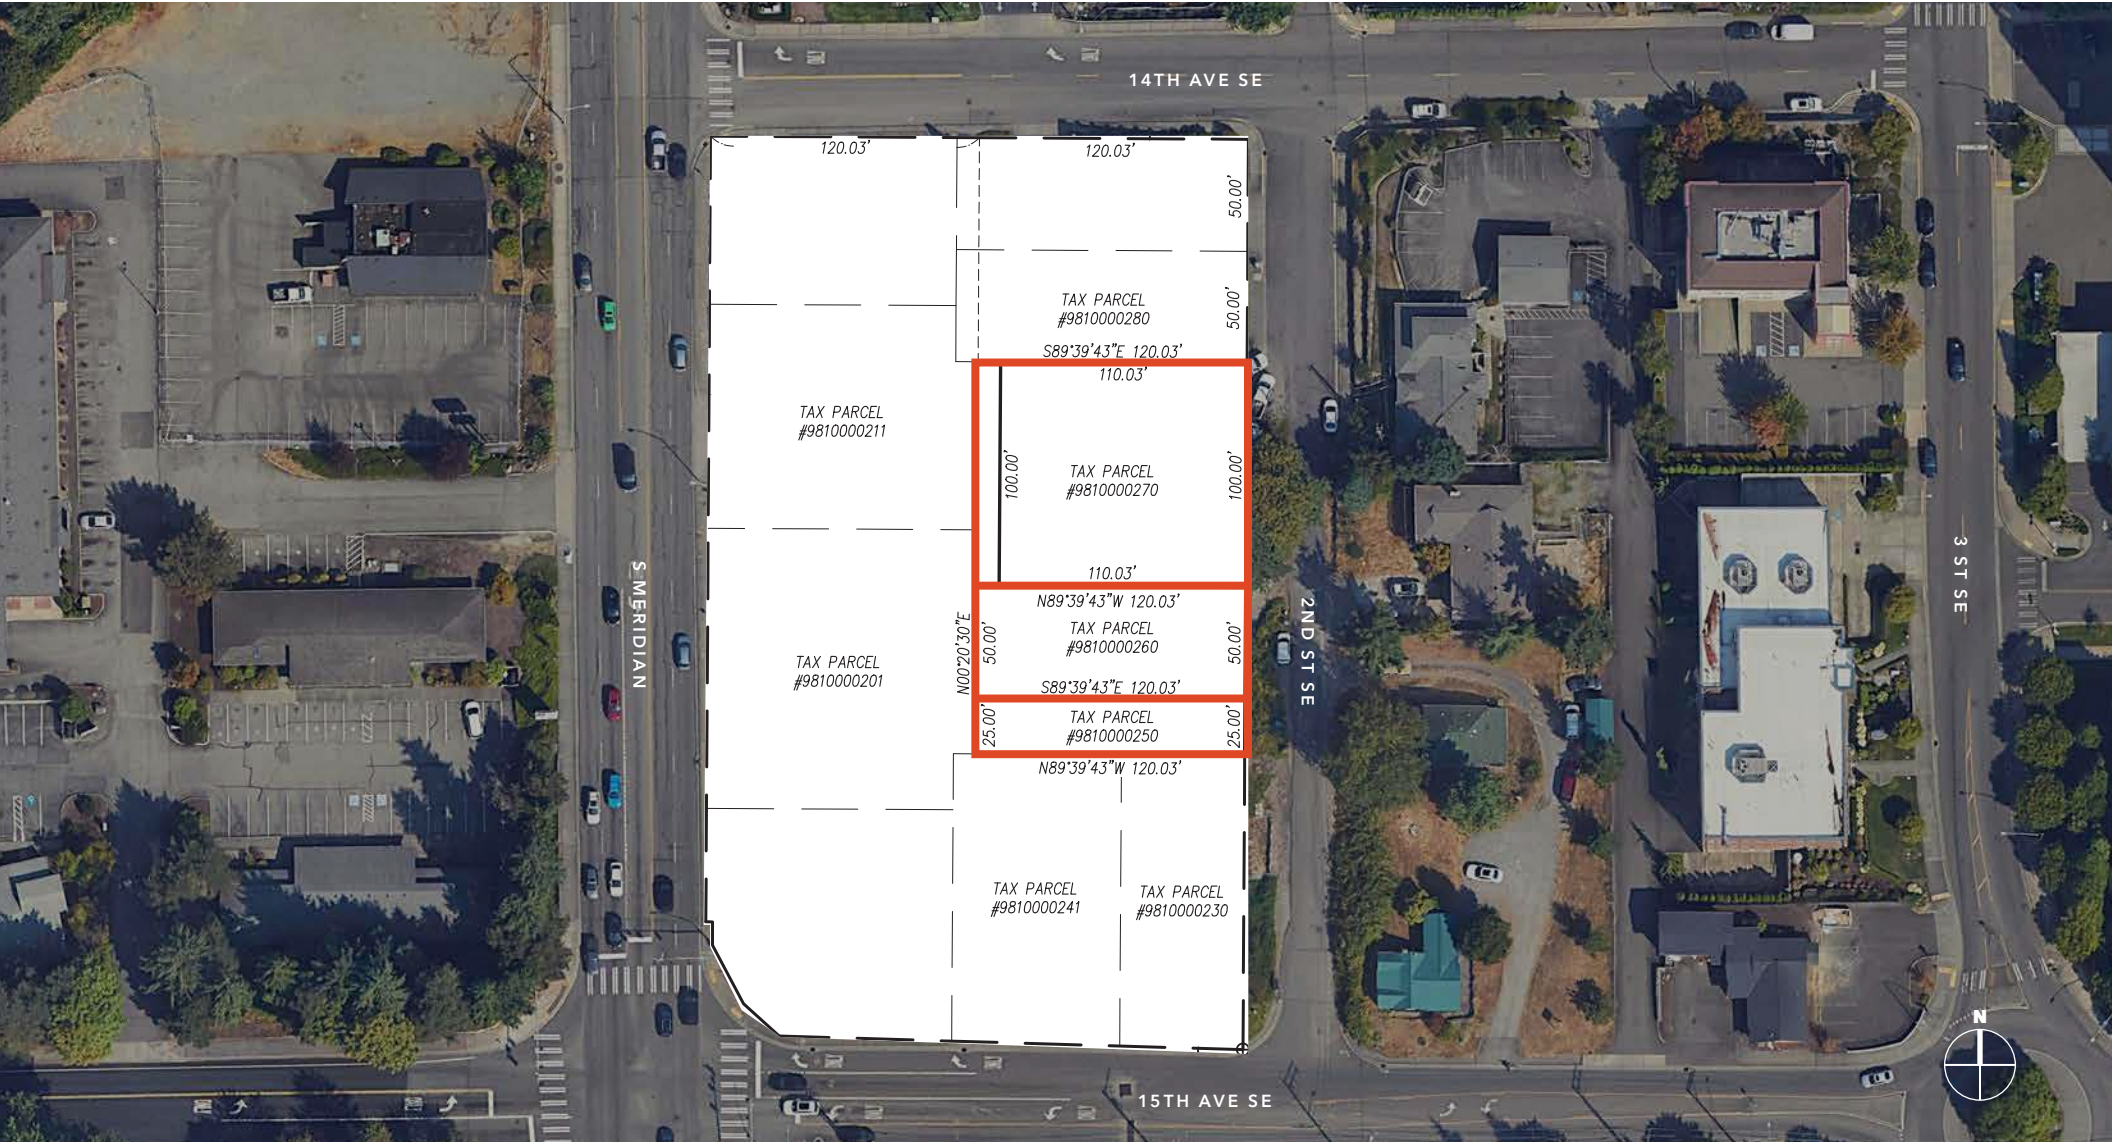 14TH AVE SE
120.03'
120.03'
50.00'
TAX PARCEL
#9810000280
50.00'
S89°39'43"E 120.03'
110.03'
TAX PARCEL
#9810000211
100.00'
TAX PARCEL
#9810000270
100.00'
110.03'
S MERIDIAN
3 ST SE
2ND ST SE
N89°39'43"W 120.03'
N00°20'30"E
50.00'
TAX PARCEL
#9810000260
50.00'
TAX PARCEL
#9810000201
S89°39'43"E 120.03'
25.00'
TAX PARCEL
#9810000250
25.00'
N89°39'43"W 120.03'
TAX PARCEL
#9810000241
TAX PARCEL
#9810000230
N
15TH AVE SE